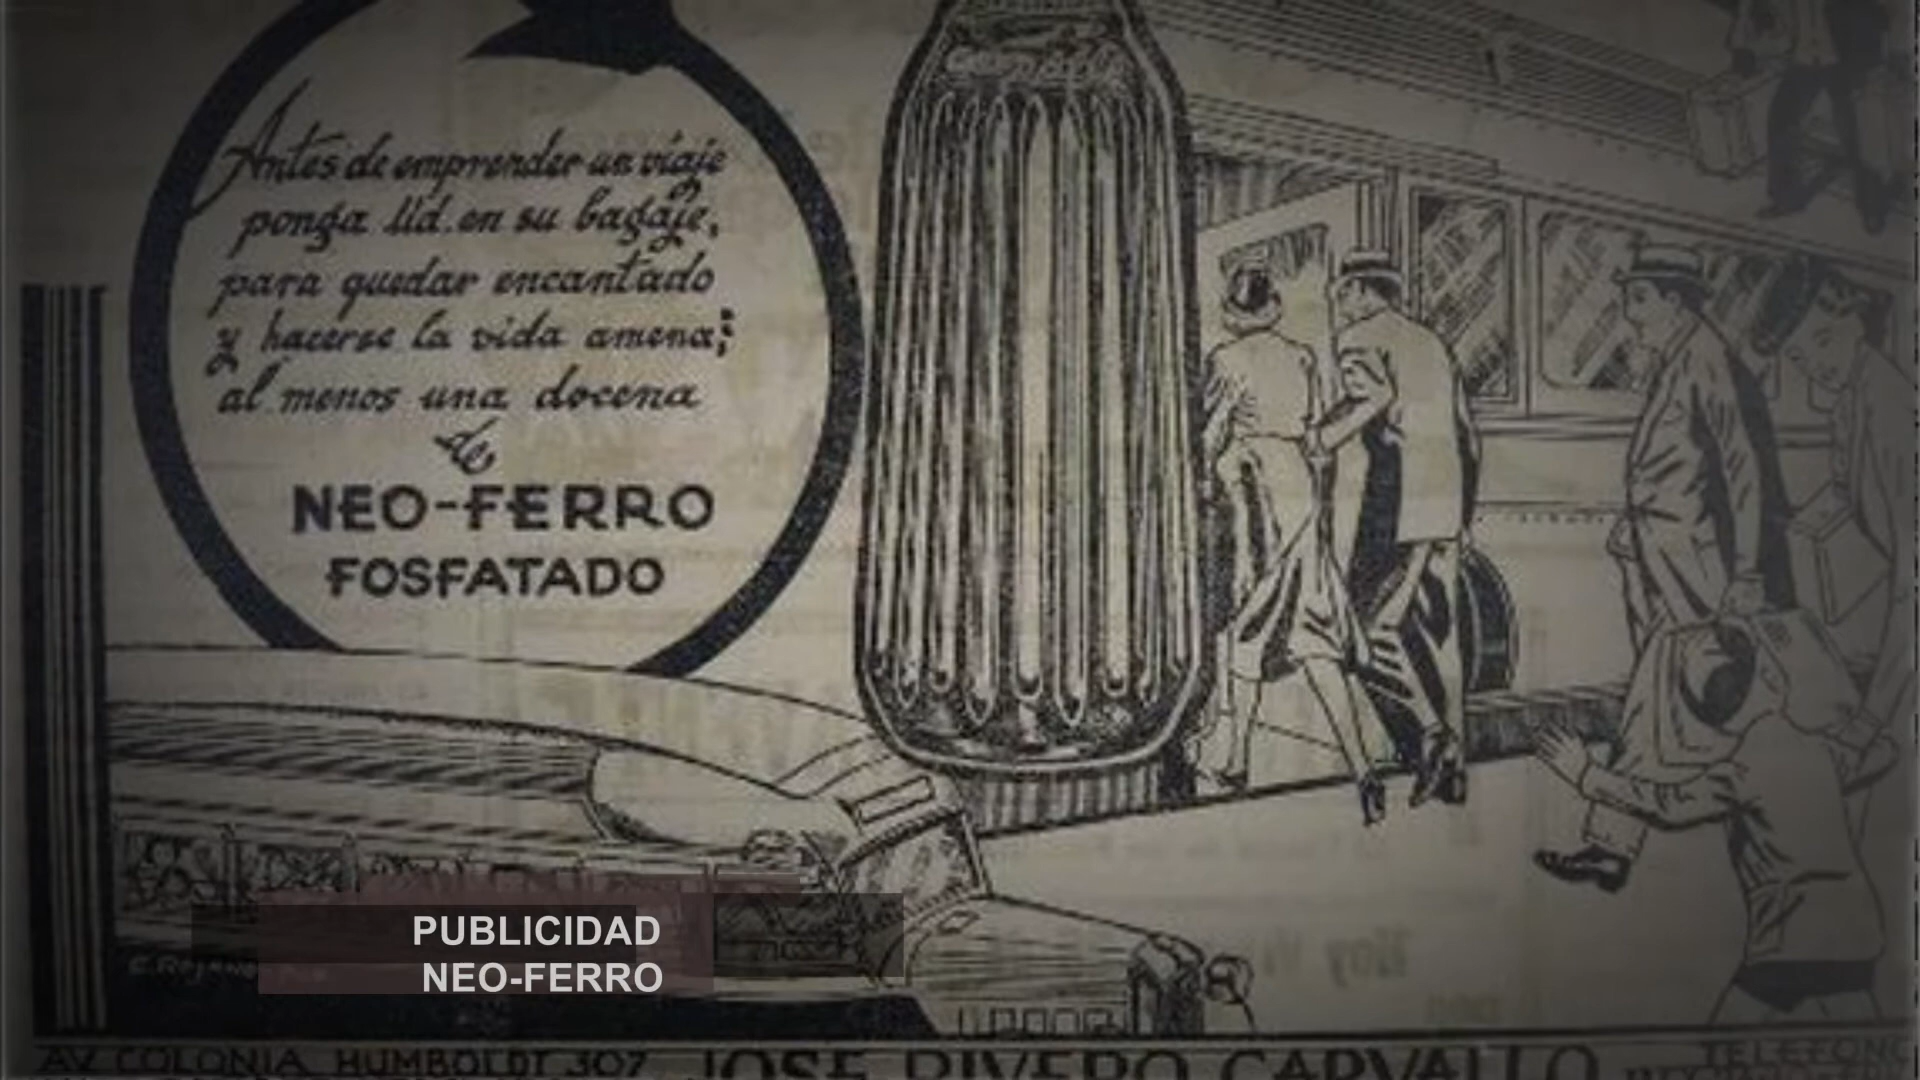 Antes de emprender un viaje
ponga Ud. en su bagaje,
para quedar encantado
y hacerse la vida amena;
al menos una docena
de
NEO-FERRO
FOSFATADO
PUBLICIDAD
NEO-FERRO
AV. COLONIA HUMBOLDT 307
JOSE RIVERO CARVALLO
TELEFONO